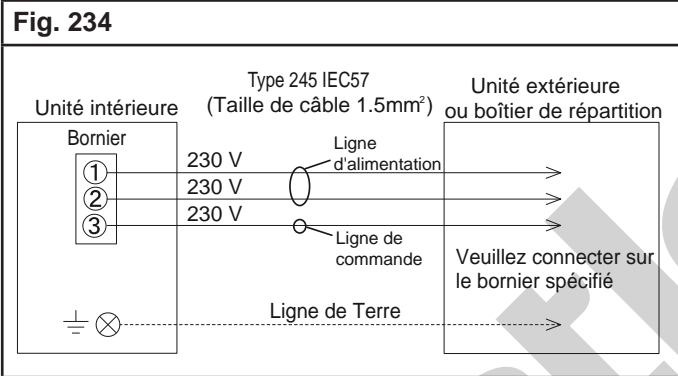 Fig. 234
Type 245 IEC57
(Taille de câble 1.5mm²)
Unité intérieure
Unité extérieure
ou boîtier de répartition
Bornier
① 230 V
② 230 V
③ 230 V
Ligne
d'alimentation
Ligne de
commande
Veuillez connecter sur
le bornier spécifié
Ligne de Terre